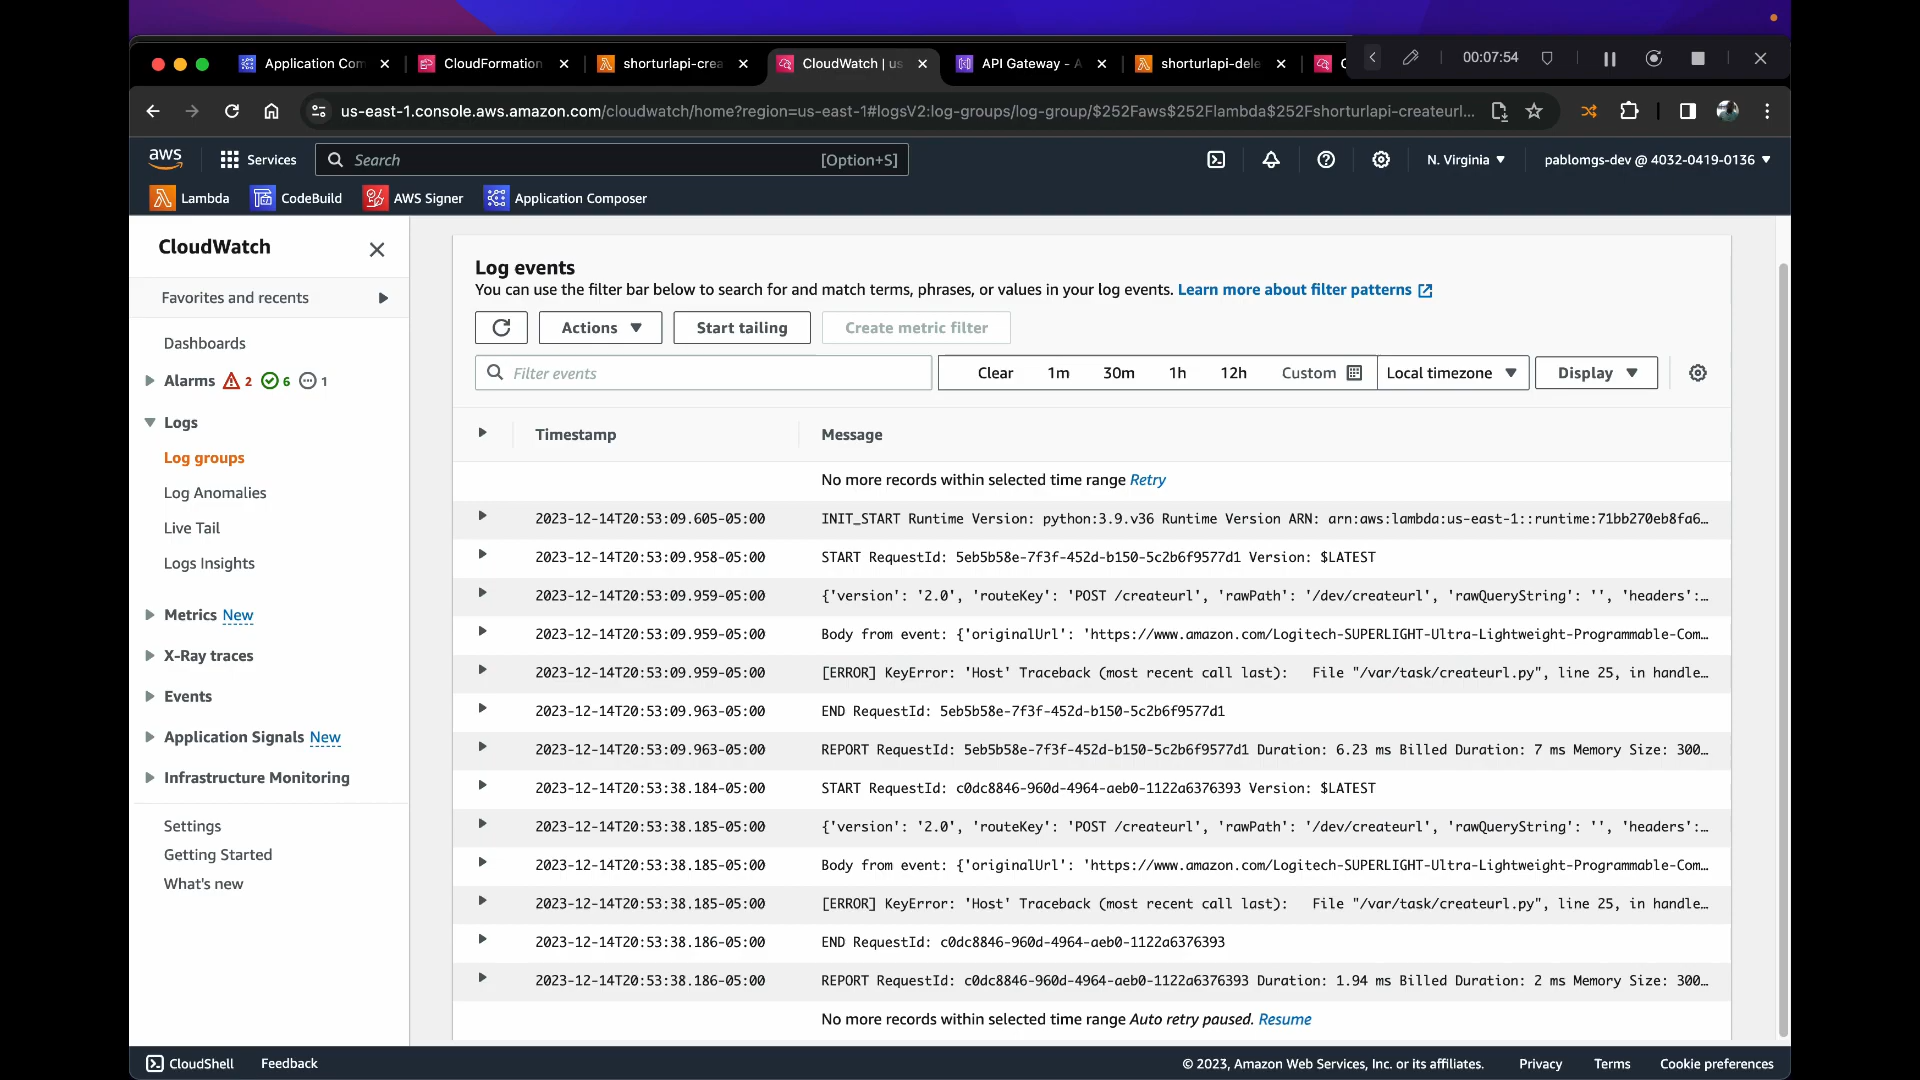 Application Com
CloudFormation
shorturlapi-crea
CloudWatch | us
API Gateway - A
shorturlapi-dele
00:07:54
us-east-1.console.aws.amazon.com/cloudwatch/home?region=us-east-1#logsV2:log-groups/log-group/$252Faws$252Flambda$252Fshorturlapi-createurl...
aws
Services
Search
[Option+S]
N. Virginia
pablomgs-dev @ 4032-0419-0136
Lambda
CodeBuild
AWS Signer
Application Composer
CloudWatch
Favorites and recents
Dashboards
Alarms 2 6 1
Logs
Log groups
Log Anomalies
Live Tail
Logs Insights
Metrics New
X-Ray traces
Events
Application Signals New
Infrastructure Monitoring
Settings
Getting Started
What's new
Log events
You can use the filter bar below to search for and match terms, phrases, or values in your log events. Learn more about filter patterns
Actions
Start tailing
Create metric filter
Filter events
Clear
1m
30m
1h
12h
Custom
Local timezone
Display
Timestamp
Message
No more records within selected time range Retry
2023-12-14T20:53:09.605-05:00 INIT_START Runtime Version: python:3.9.v36 Runtime Version ARN: arn:aws:lambda:us-east-1::runtime:71bb270eb8fa6…
2023-12-14T20:53:09.958-05:00 START RequestId: 5eb5b58e-7f3f-452d-b150-5c2b6f9577d1 Version: $LATEST
2023-12-14T20:53:09.959-05:00 {'version': '2.0', 'routeKey': 'POST /createurl', 'rawPath': '/dev/createurl', 'rawQueryString': '', 'headers':…
2023-12-14T20:53:09.959-05:00 Body from event: {'originalUrl': 'https://www.amazon.com/Logitech-SUPERLIGHT-Ultra-Lightweight-Programmable-Com…
2023-12-14T20:53:09.959-05:00 [ERROR] KeyError: 'Host' Traceback (most recent call last): File "/var/task/createurl.py", line 25, in handle…
2023-12-14T20:53:09.963-05:00 END RequestId: 5eb5b58e-7f3f-452d-b150-5c2b6f9577d1
2023-12-14T20:53:09.963-05:00 REPORT RequestId: 5eb5b58e-7f3f-452d-b150-5c2b6f9577d1 Duration: 6.23 ms Billed Duration: 7 ms Memory Size: 300…
2023-12-14T20:53:38.184-05:00 START RequestId: c0dc8846-960d-4964-aeb0-1122a6376393 Version: $LATEST
2023-12-14T20:53:38.185-05:00 {'version': '2.0', 'routeKey': 'POST /createurl', 'rawPath': '/dev/createurl', 'rawQueryString': '', 'headers':…
2023-12-14T20:53:38.185-05:00 Body from event: {'originalUrl': 'https://www.amazon.com/Logitech-SUPERLIGHT-Ultra-Lightweight-Programmable-Com…
2023-12-14T20:53:38.185-05:00 [ERROR] KeyError: 'Host' Traceback (most recent call last): File "/var/task/createurl.py", line 25, in handle…
2023-12-14T20:53:38.186-05:00 END RequestId: c0dc8846-960d-4964-aeb0-1122a6376393
2023-12-14T20:53:38.186-05:00 REPORT RequestId: c0dc8846-960d-4964-aeb0-1122a6376393 Duration: 1.94 ms Billed Duration: 2 ms Memory Size: 300…
No more records within selected time range Auto retry paused. Resume
CloudShell
Feedback
© 2023, Amazon Web Services, Inc. or its affiliates.
Privacy
Terms
Cookie preferences